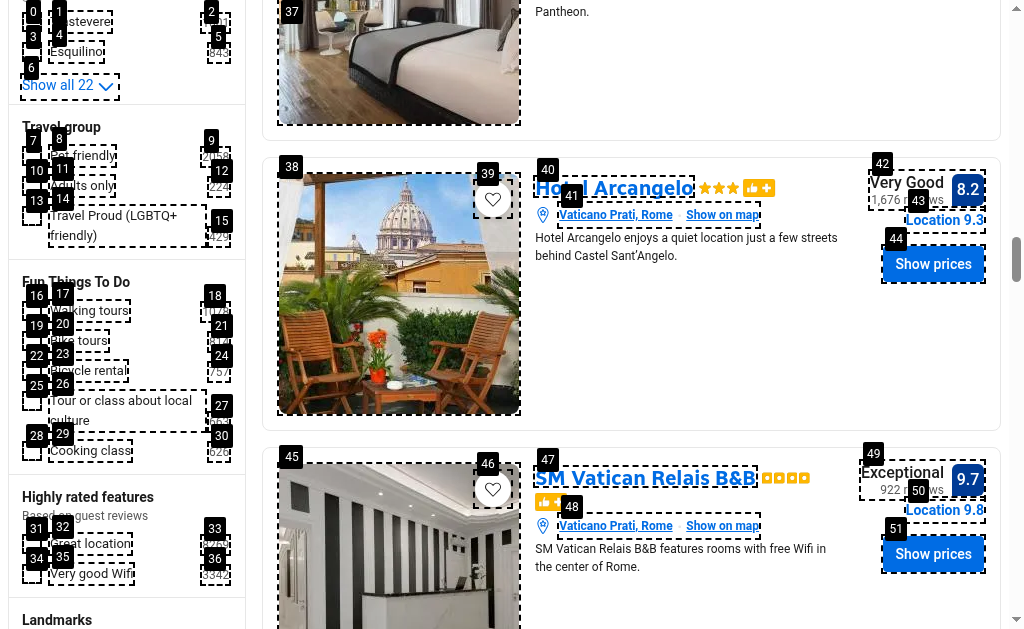 Esquilino
843
Show all 22
Travel group
Pet friendly
Adults only
224
Travel Proud (LGBTQ+
friendly)
429
Fun Things To Do
Walking tours
Bike tours
Bicycle rental
757
Tour or class about local
culture
Cooking class
626
Highly rated features
Based on guest reviews
Great location
Very good Wifi
3342
Landmarks
Pantheon.
Hotel Arcangelo
Vaticano Prati, Rome · Show on map
Hotel Arcangelo enjoys a quiet location just a few streets
behind Castel Sant'Angelo.
Very Good
1,676 reviews
8.2
Location 9.3
Show prices
SM Vatican Relais B&B
Vaticano Prati, Rome · Show on map
SM Vatican Relais B&B features rooms with free Wifi in
the center of Rome.
Exceptional
922 reviews
9.7
Location 9.8
Show prices
0
1
2
3
4
5
6
7
8
9
10
11
12
13
14
15
16
17
18
19
20
21
22
23
24
25
26
27
28
29
30
31
32
33
34
35
36
37
38
39
40
41
42
43
44
45
46
47
48
49
50
51